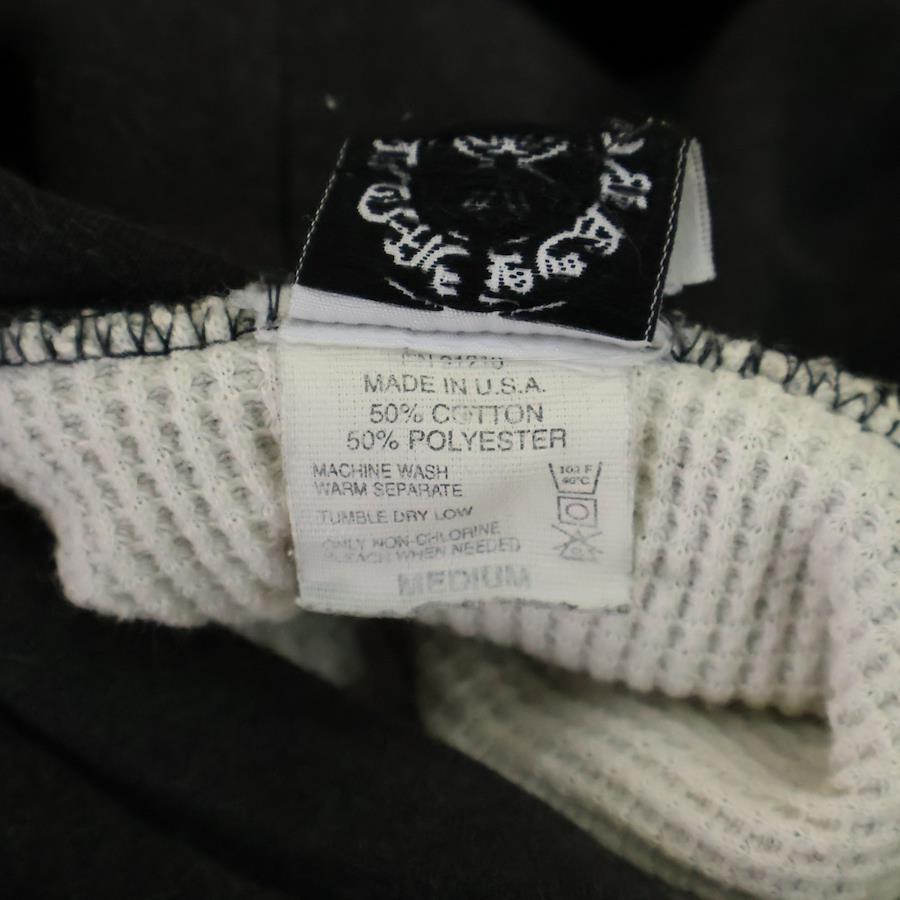 MADE IN U.S.A.
50% COTTON
50% POLYESTER
MACHINE WASH
WARM SEPARATE
TUMBLE DRY LOW
ONLY NON-CHLORINE
BLEACH WHEN NEEDED
MEDIUM